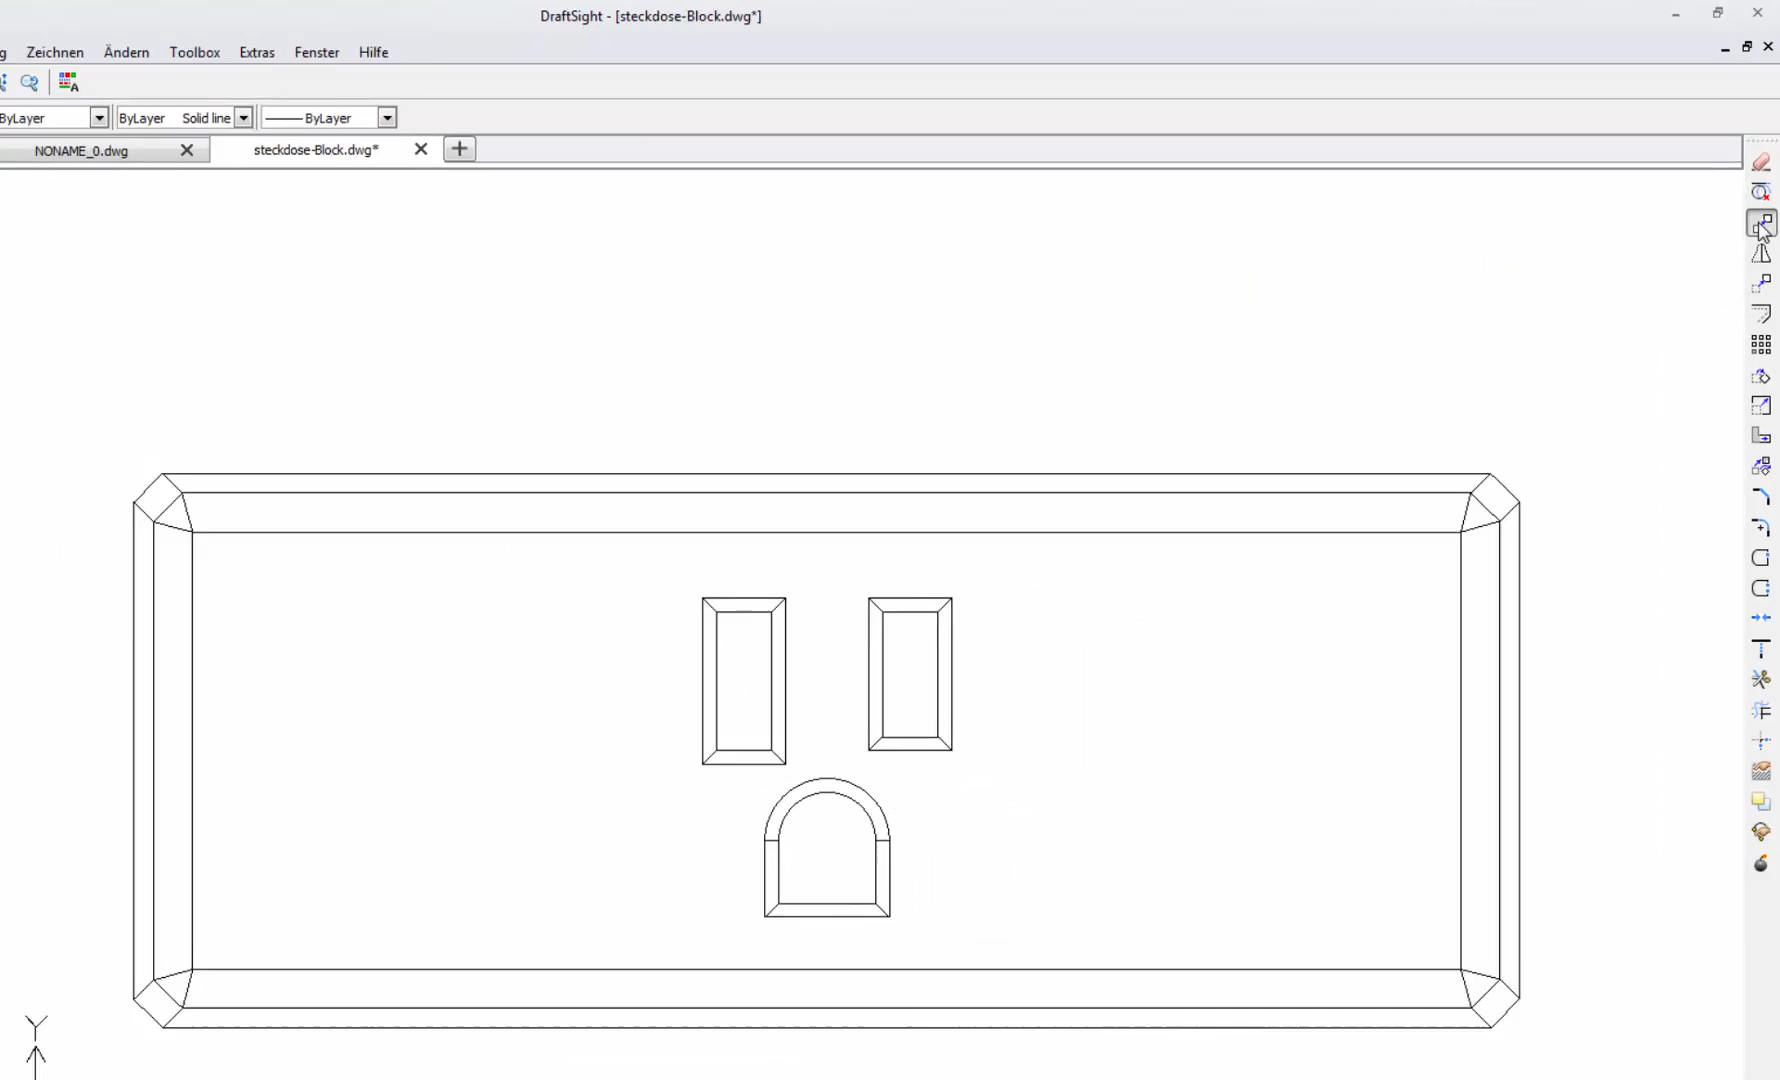 DraftSight - [steckdose-Block.dwg*]
g Zeichnen Ändern Toolbox Extras Fenster Hilfe
A
ByLayer ByLayer Solid line ByLayer
NONAME_0.dwg steckdose-Block.dwg*
Y